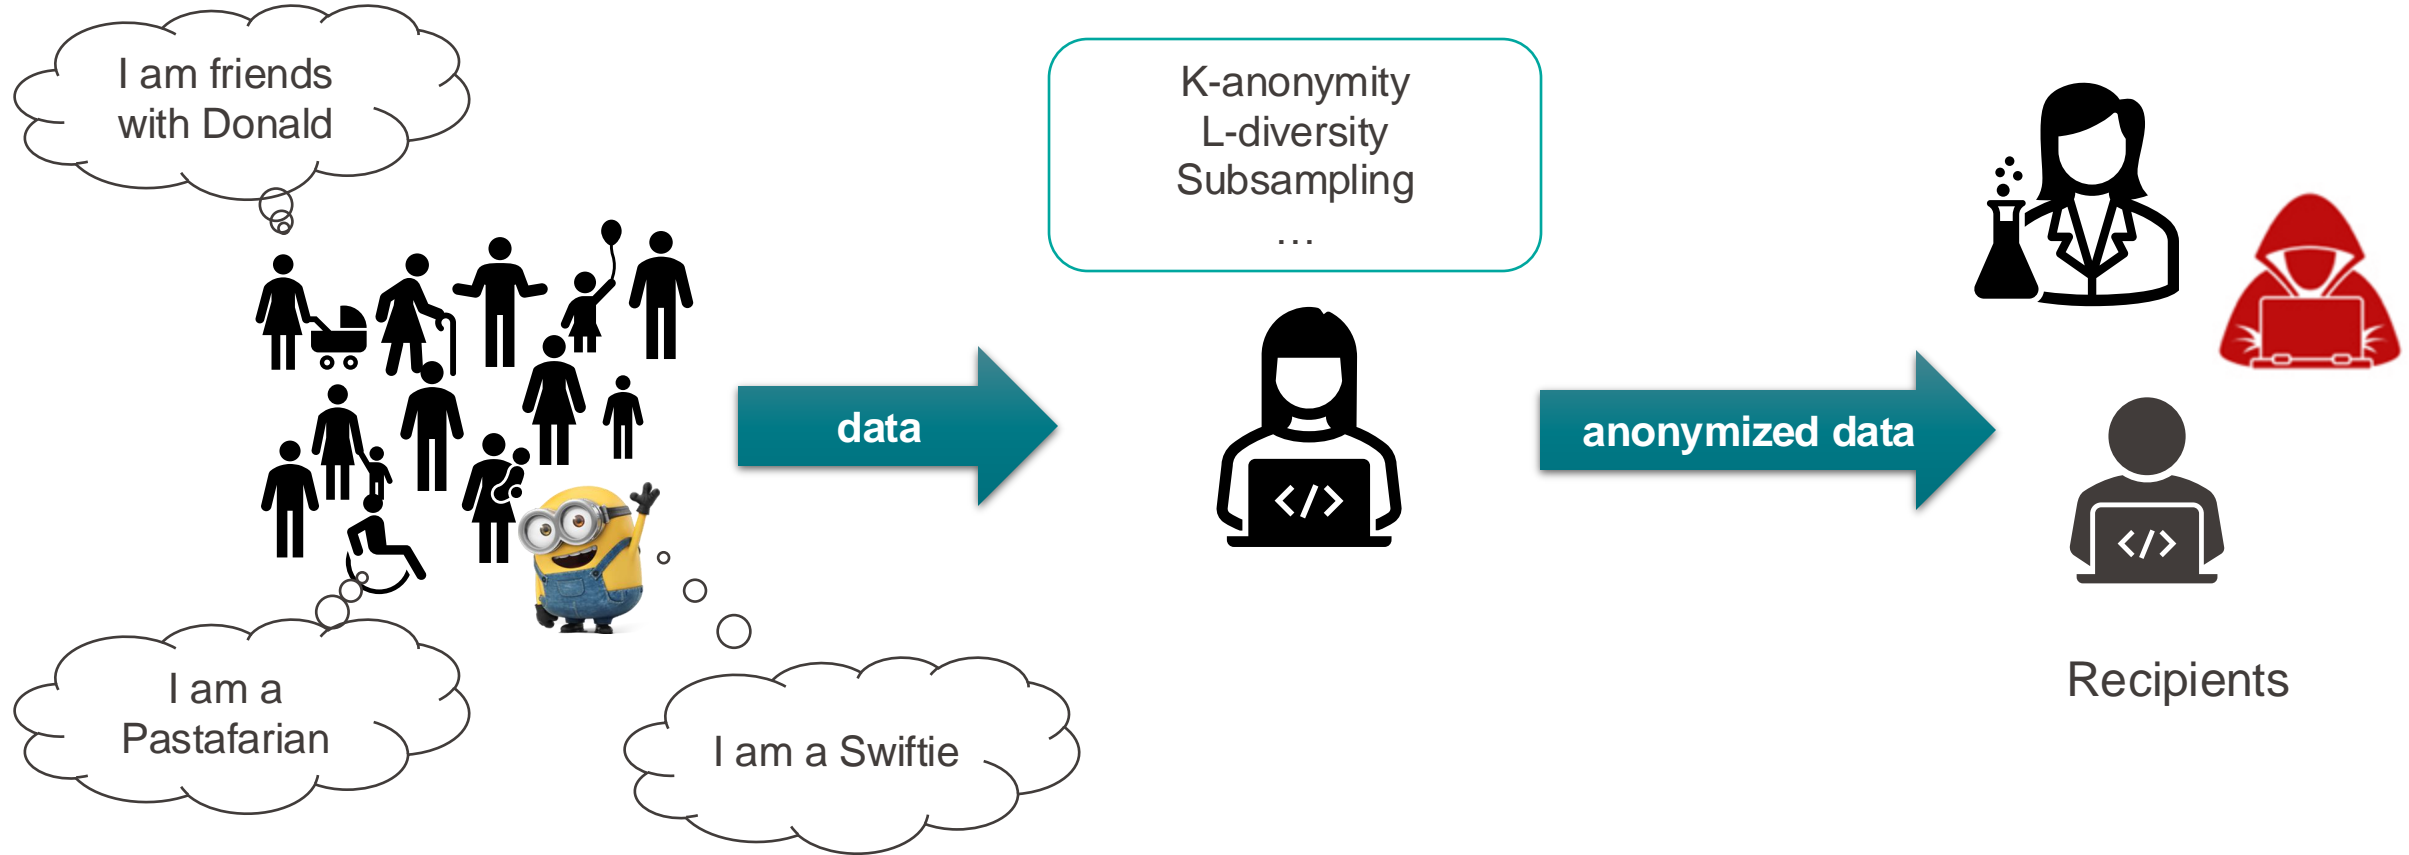 I am friends
with Donald
K-anonymity
L-diversity
Subsampling
...
data
</>
anonymized data
</>
Recipients
I am a
Pastafarian
I am a Swiftie